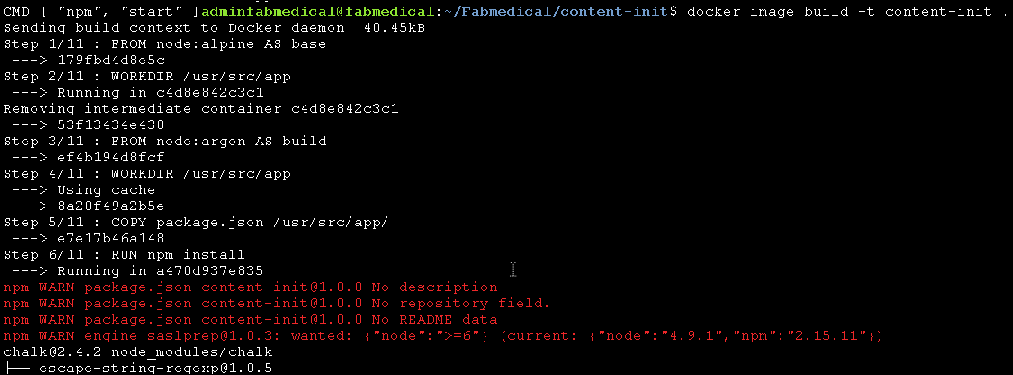 CMD [ "npm", "start" ]adminfabmedical@fabmedical:~/Fabmedical/content-init$ docker image build -t content-init .
Sending build context to Docker daemon  40.45kB
Step 1/11 : FROM node:alpine AS base
 ---> 179fbd4d8c5c
Step 2/11 : WORKDIR /usr/src/app
 ---> Running in c4d8e842c3c1
Removing intermediate container c4d8e842c3c1
 ---> 53f13434e430
Step 3/11 : FROM node:argon AS build
 ---> ef4b194d8fcf
Step 4/11 : WORKDIR /usr/src/app
 ---> Using cache
 ---> 8a20f49a2b5e
Step 5/11 : COPY package.json /usr/src/app/
 ---> e7e17b46a148
Step 6/11 : RUN npm install
 ---> Running in a470d937e835
npm WARN package.json content-init@1.0.0 No description
npm WARN package.json content-init@1.0.0 No repository field.
npm WARN package.json content-init@1.0.0 No README data
npm WARN engine saslprep@1.0.3: wanted: {"node":">=6"} (current: {"node":"4.9.1","npm":"2.15.11"})
chalk@2.4.2 node_modules/chalk
├── escape-string-regexp@1.0.5